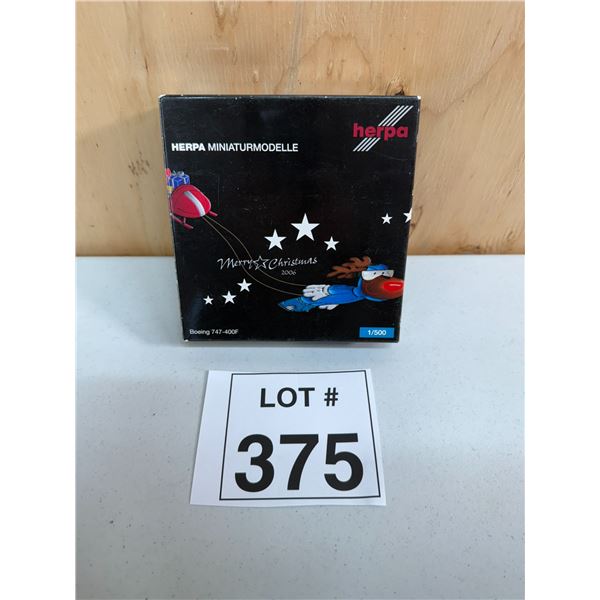 herpa
HERPA MINIATURMODELLE
Merry Christmas
2006
Boeing 747-400F
1/500
LOT #
375